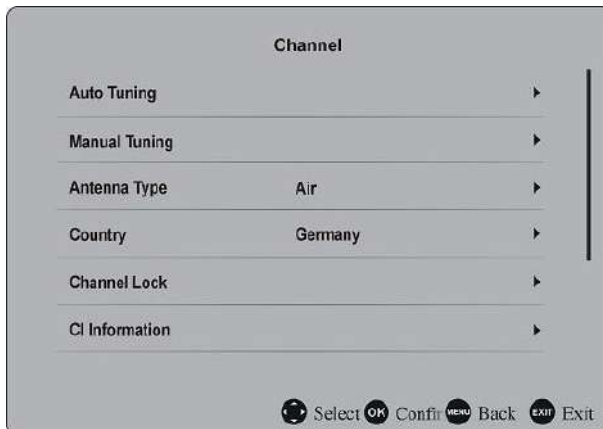 Channel
Auto Tuning
Manual Tuning
Antenna Type Air
Country Germany
Channel Lock
CI Information
Select OK Confir MENU Back EXIT Exit